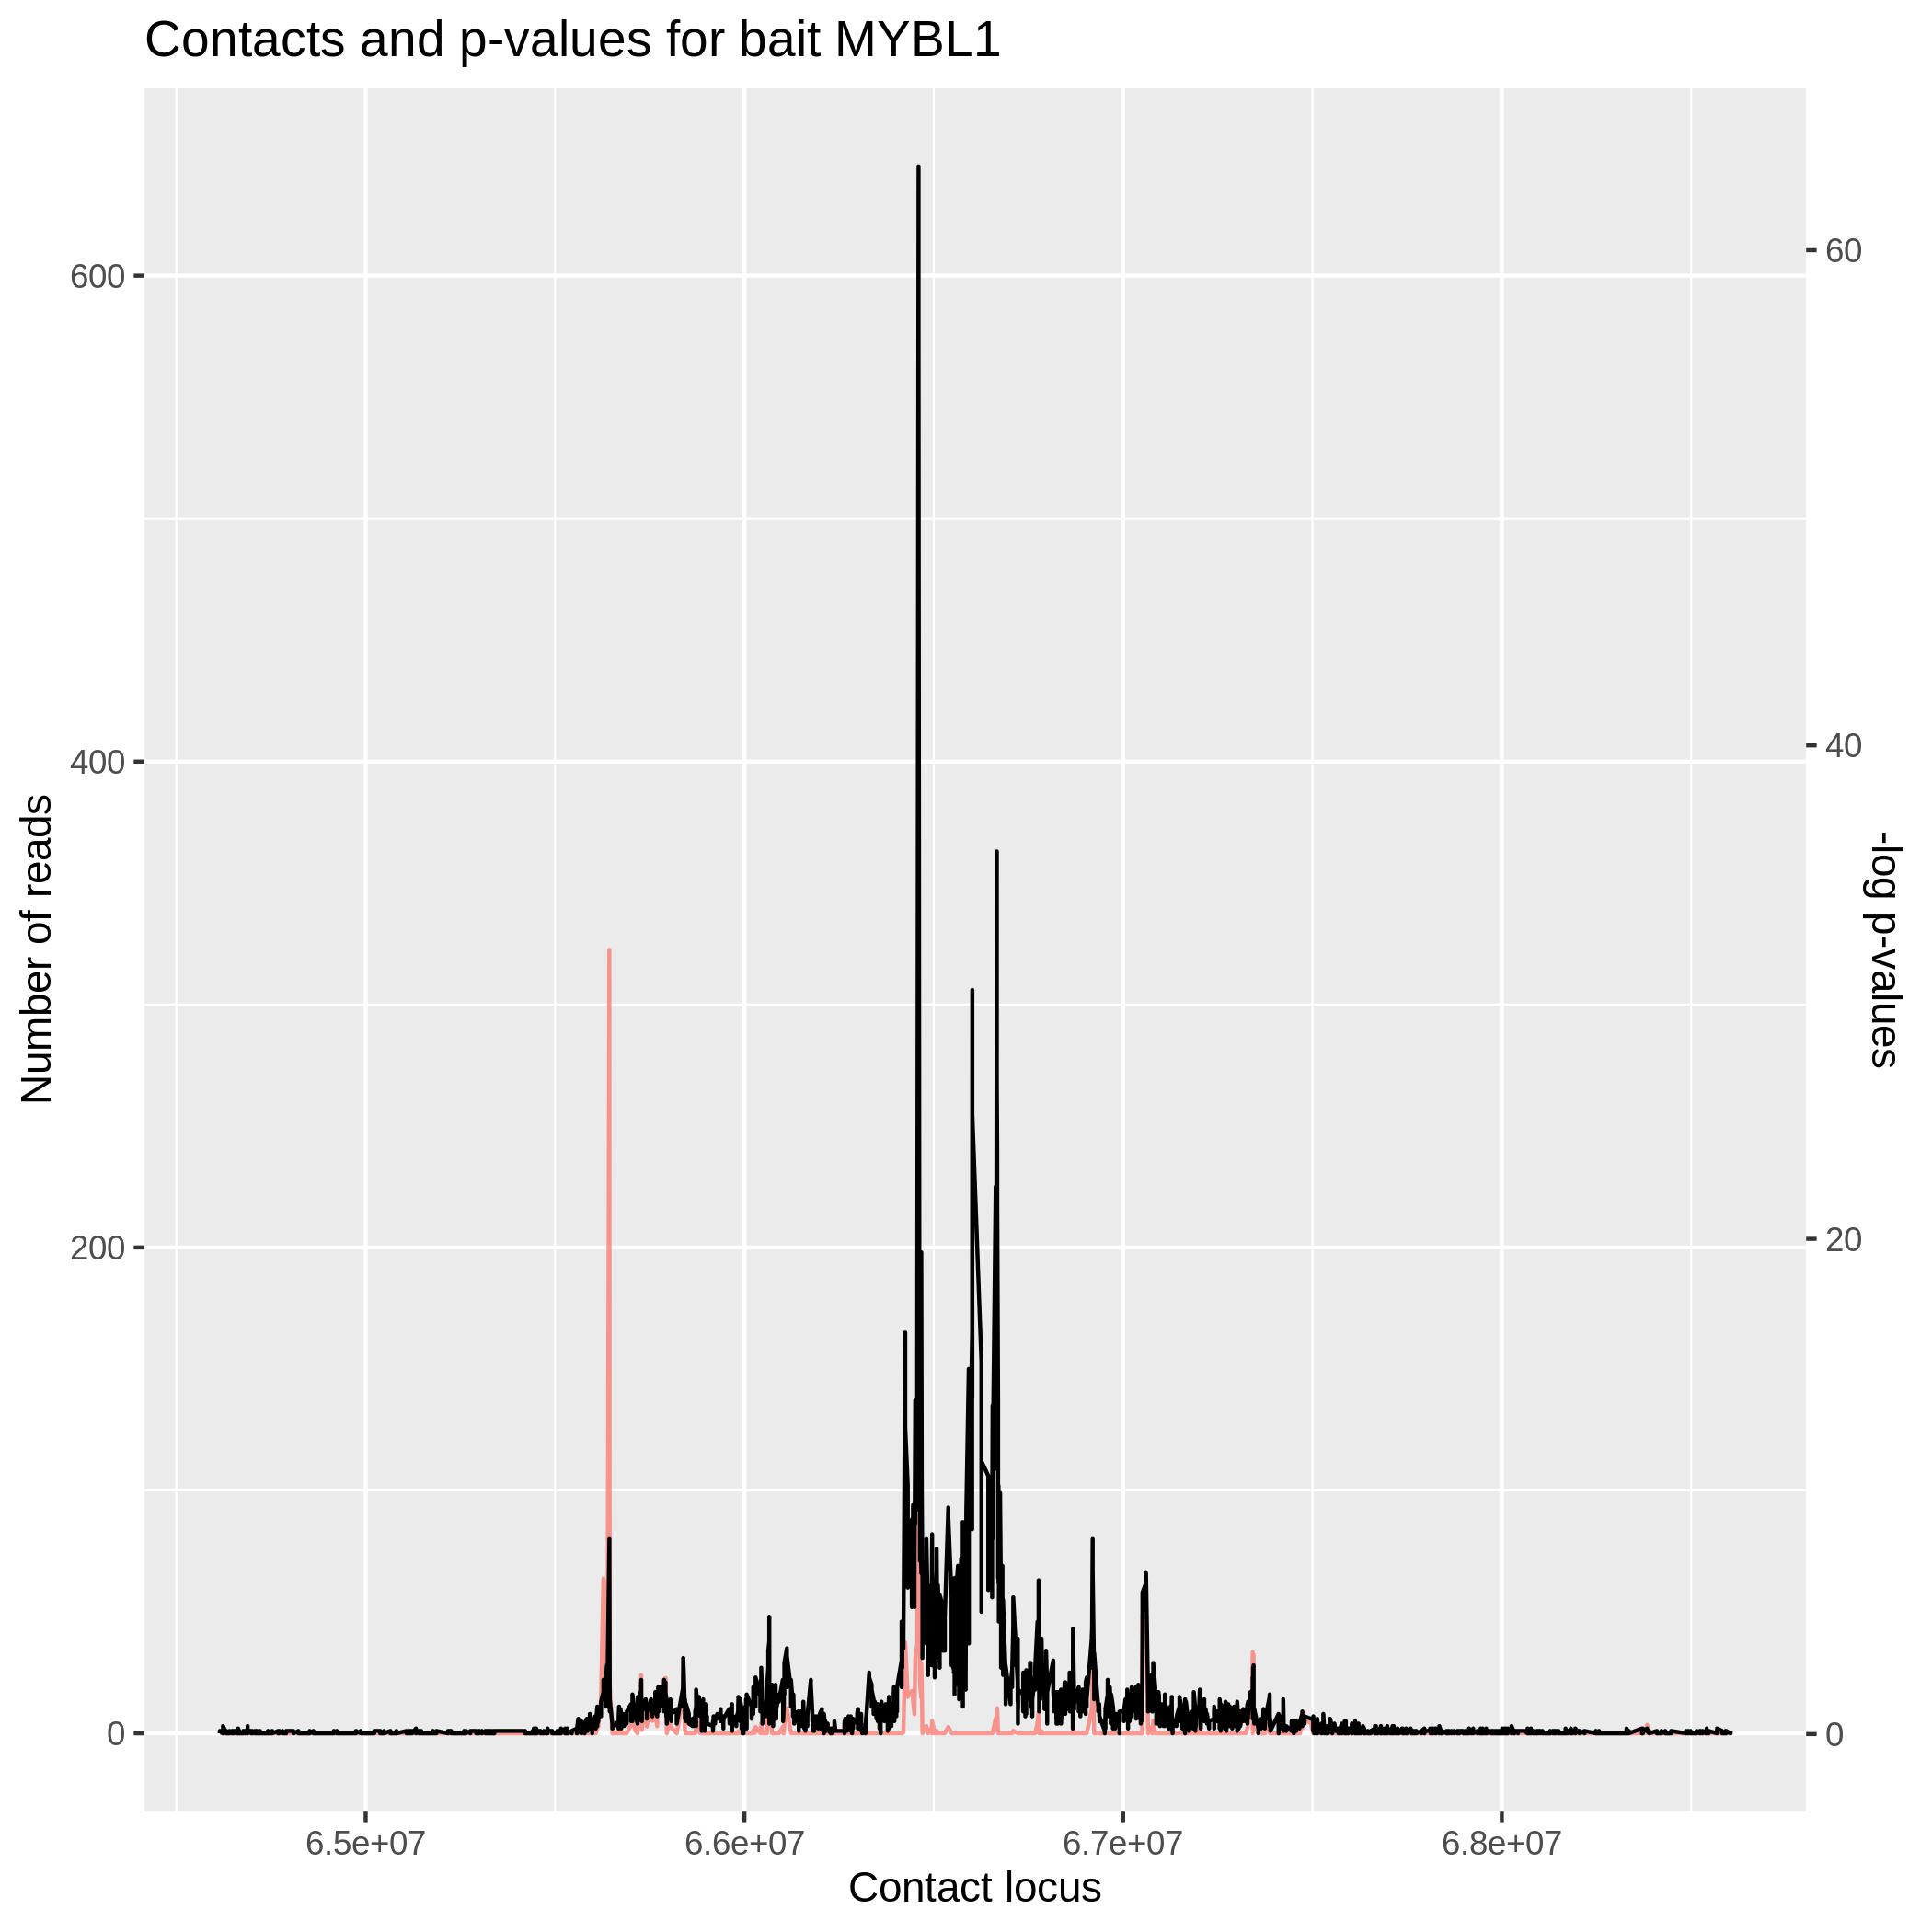 Contacts and p-values for bait MYBL1
600
400
200
0
60
40
20
0
Number of reads
-log p-values
6.5e+07
6.6e+07
6.7e+07
6.8e+07
Contact locus